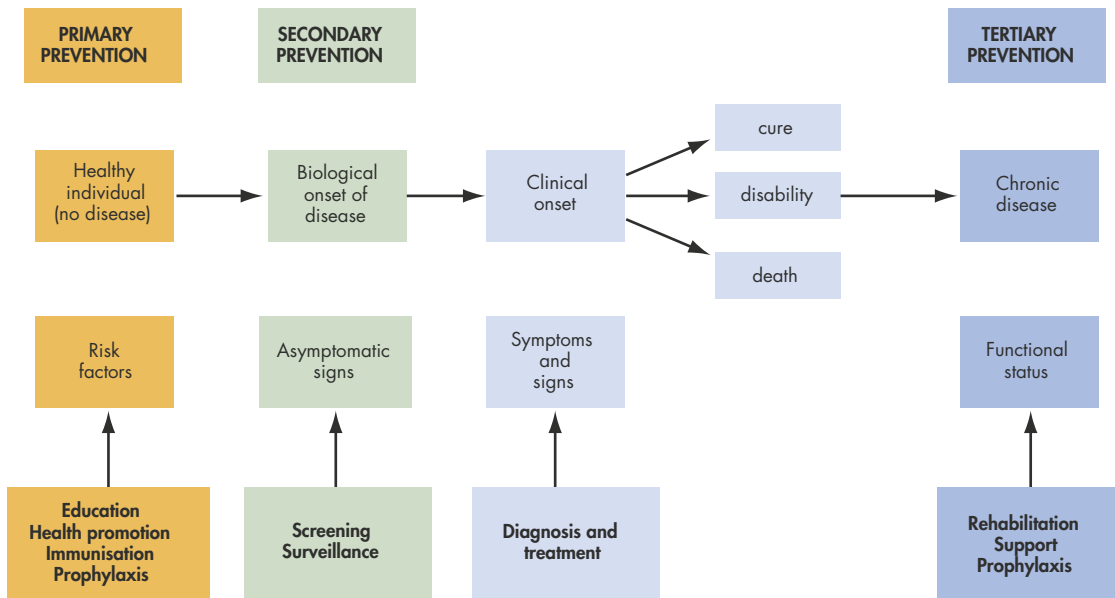 PRIMARY
PREVENTION
SECONDARY
PREVENTION
TERTIARY
PREVENTION
Healthy
individual
(no disease)
Biological
onset of
disease
Clinical
onset
cure
disability
death
Chronic
disease
Risk
factors
Asymptomatic
signs
Symptoms
and
signs
Functional
status
Education
Health promotion
Immunisation
Prophylaxis
Screening
Surveillance
Diagnosis and
treatment
Rehabilitation
Support
Prophylaxis